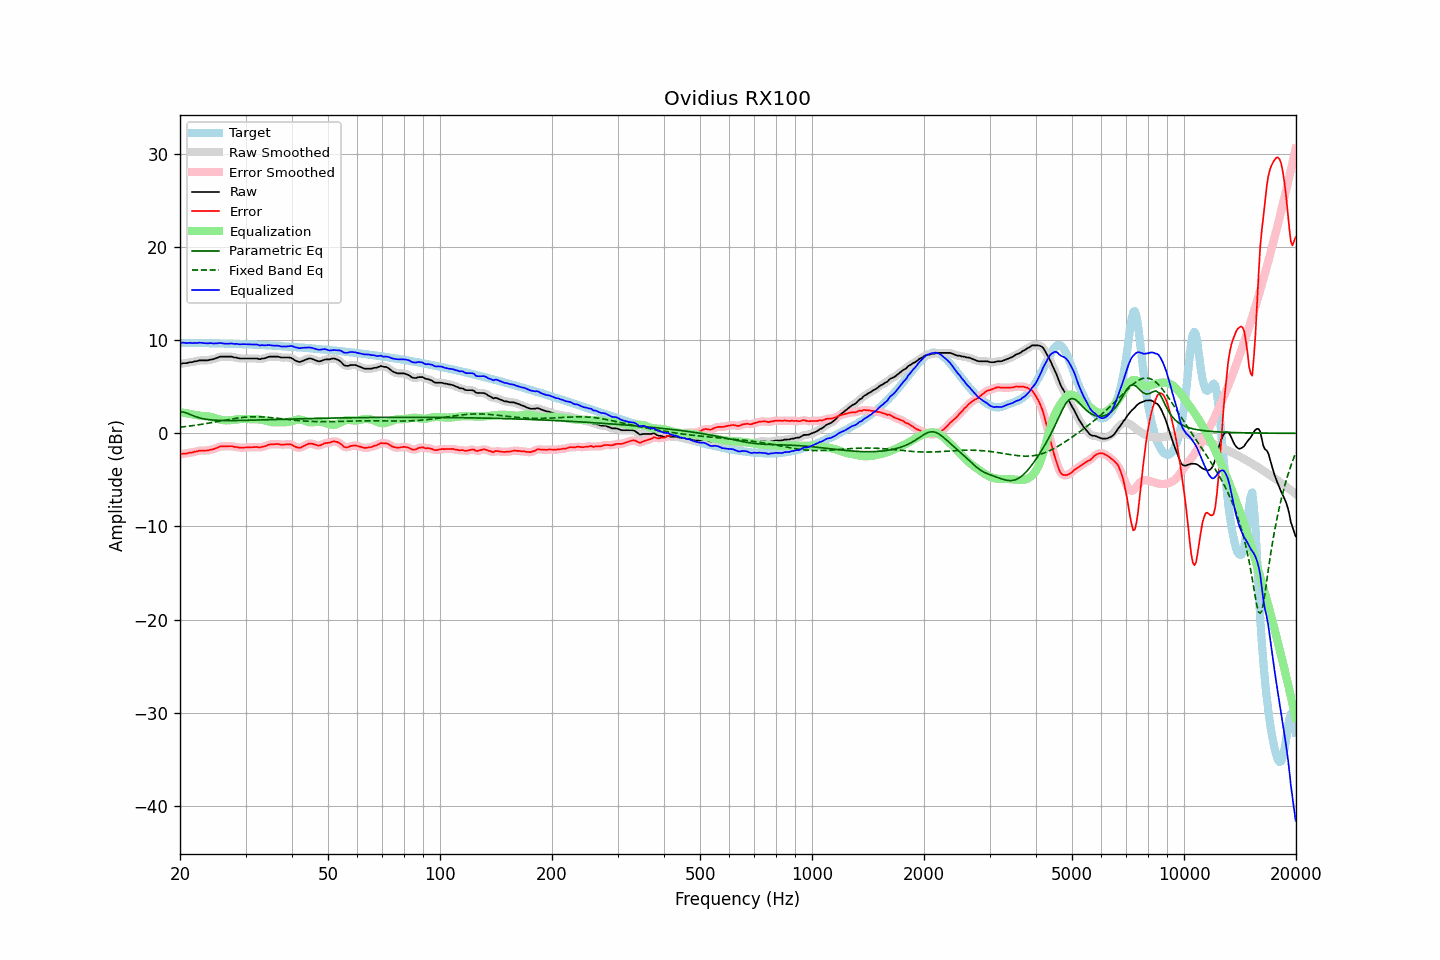 Ovidius RX100
Target
Raw Smoothed
Error Smoothed
Raw
Error
Equalization
Parametric Eq
Fixed Band Eq
Equalized
30
20
10
0
−10
−20
−30
−40
Amplitude (dBr)
20
50
100
200
500
1000
2000
5000
10000
20000
Frequency (Hz)